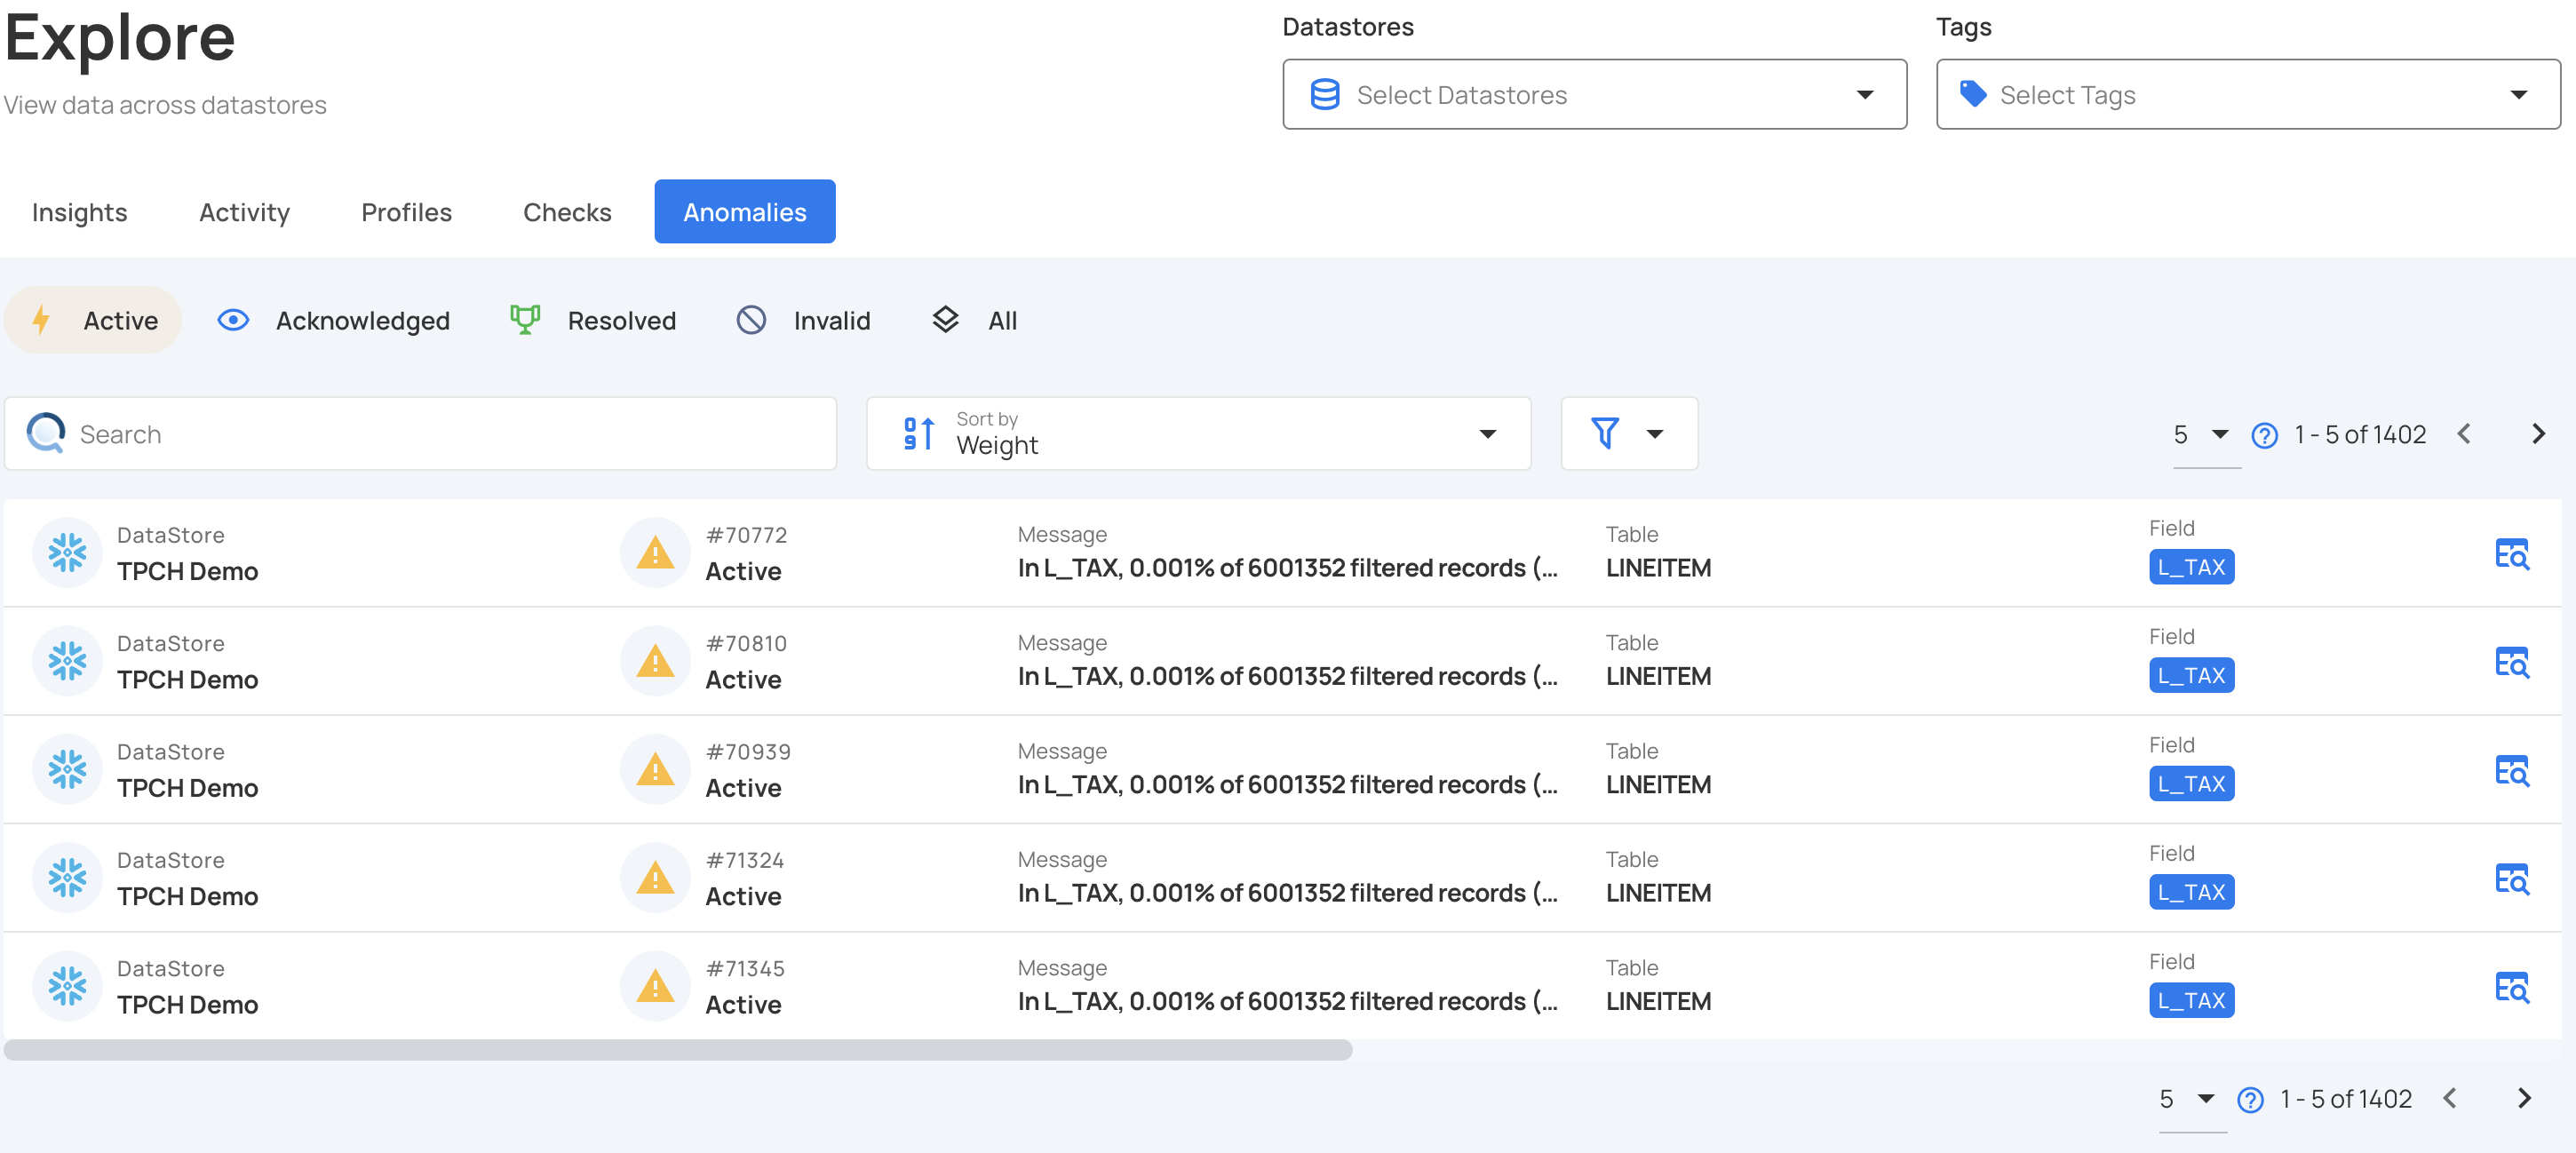 Explore
View data across datastores
Datastores
Select Datastores
Tags
Select Tags
Insights
Activity
Profiles
Checks
Anomalies
Active
Acknowledged
Resolved
Invalid
All
Search
Sort by
Weight
5
1 - 5 of 1402
DataStore
TPCH Demo
#70772
Active
Message
In L_TAX, 0.001% of 6001352 filtered records (...
Table
LINEITEM
Field
L_TAX
DataStore
TPCH Demo
#70810
Active
Message
In L_TAX, 0.001% of 6001352 filtered records (...
Table
LINEITEM
Field
L_TAX
DataStore
TPCH Demo
#70939
Active
Message
In L_TAX, 0.001% of 6001352 filtered records (...
Table
LINEITEM
Field
L_TAX
DataStore
TPCH Demo
#71324
Active
Message
In L_TAX, 0.001% of 6001352 filtered records (...
Table
LINEITEM
Field
L_TAX
DataStore
TPCH Demo
#71345
Active
Message
In L_TAX, 0.001% of 6001352 filtered records (...
Table
LINEITEM
Field
L_TAX
5
1 - 5 of 1402